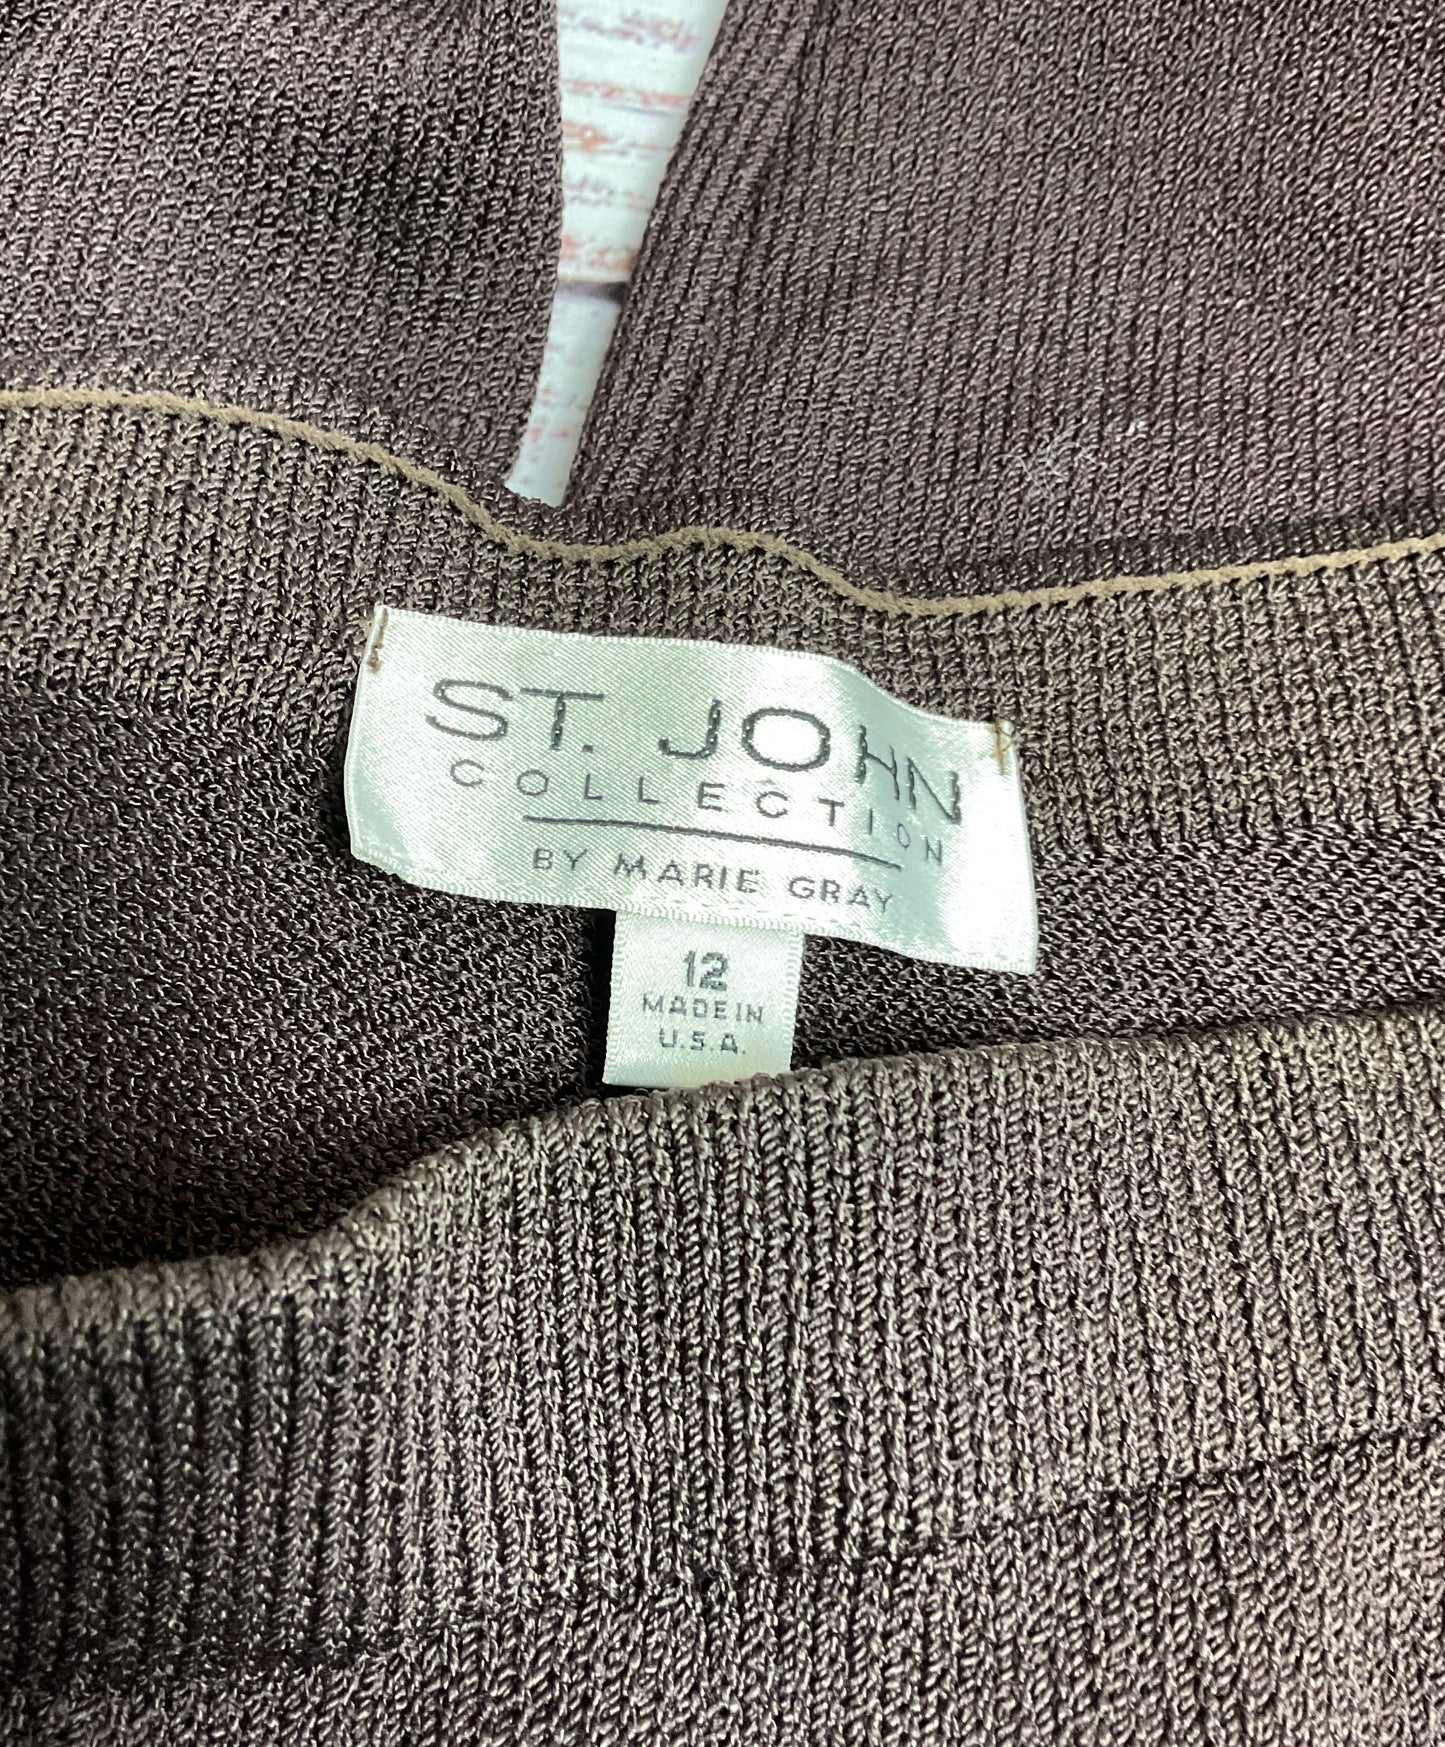 ST. JOHN
COLLECTION
BY MARIE GRAY
12
MADE IN
U.S.A.